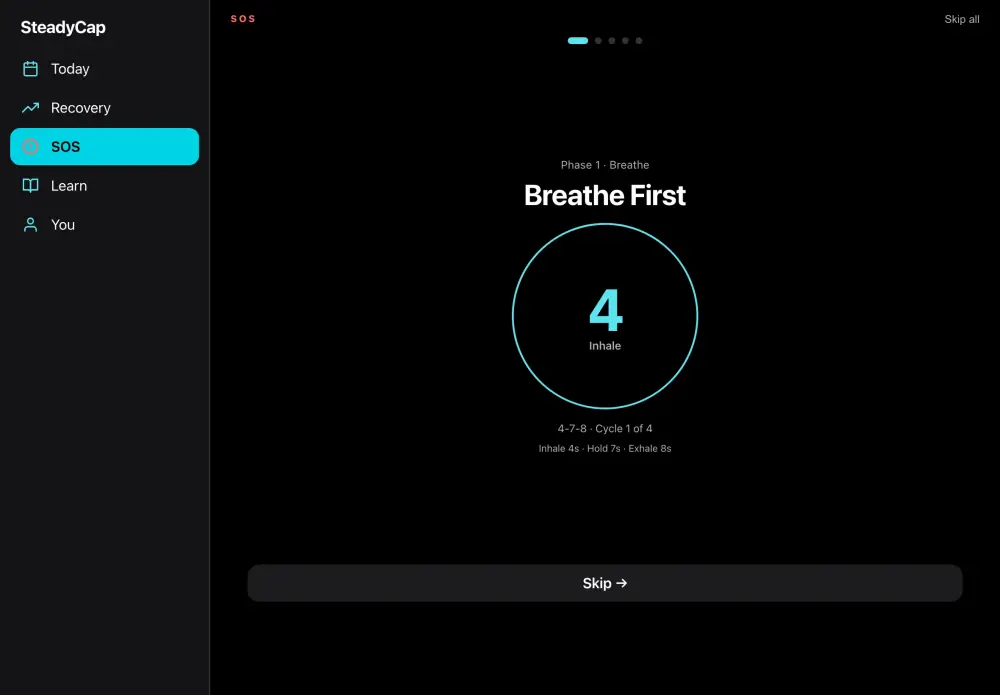 SteadyCap
Today
Recovery
SOS
Learn
You
SOS
Skip all
Phase 1 · Breathe
Breathe First
4
Inhale
4-7-8 · Cycle 1 of 4
Inhale 4s · Hold 7s · Exhale 8s
Skip →